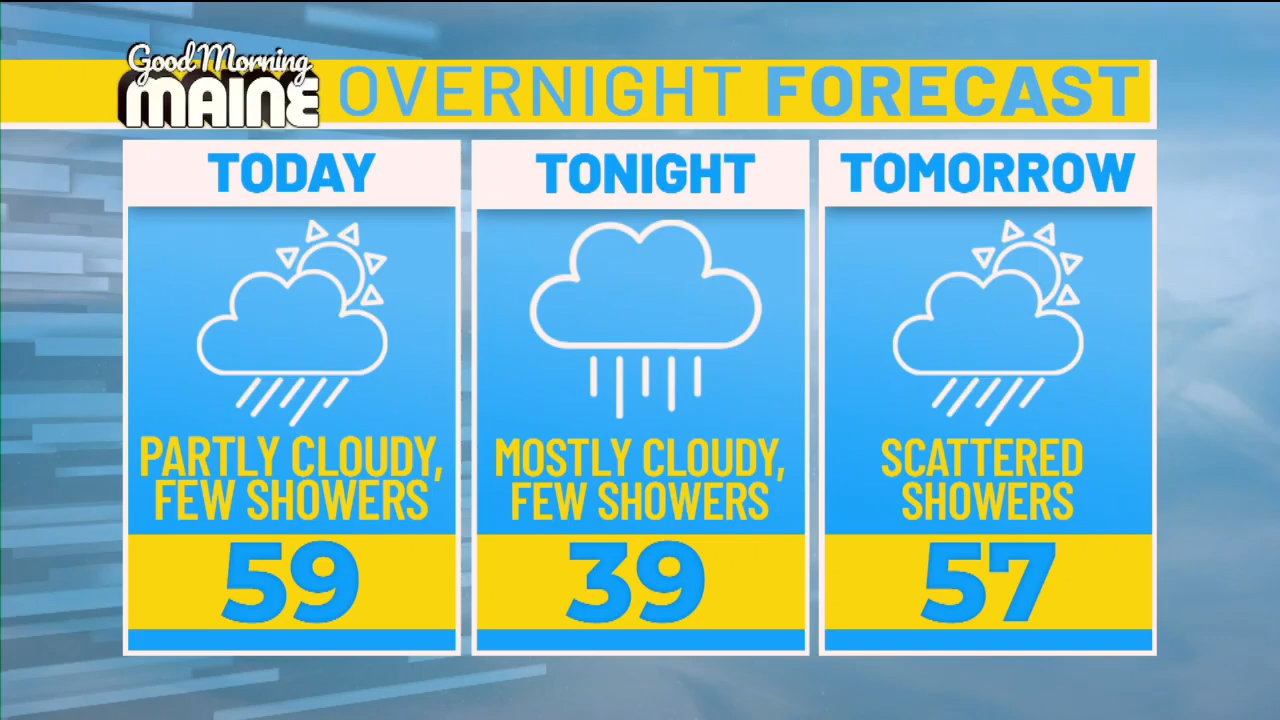 Good Morning
MAINE
OVERNIGHT FORECAST
TODAY
PARTLY CLOUDY,
FEW SHOWERS
59
TONIGHT
MOSTLY CLOUDY,
FEW SHOWERS
39
TOMORROW
SCATTERED
SHOWERS
57